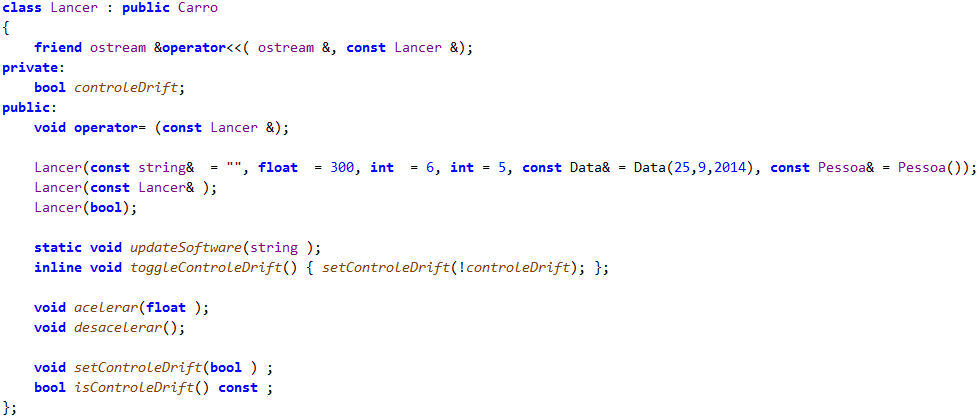 class Lancer : public Carro
{
    friend ostream &operator<<( ostream &, const Lancer &);
private:
    bool controleDrift;
public:
    void operator= (const Lancer &);

    Lancer(const string&  = "", float  = 300, int  = 6, int = 5, const Data& = Data(25,9,2014), const Pessoa& = Pessoa());
    Lancer(const Lancer& );
    Lancer(bool);

    static void updateSoftware(string );
    inline void toggleControleDrift() { setControleDrift(!controleDrift); };

    void acelerar(float );
    void desacelerar();

    void setControleDrift(bool ) ;
    bool isControleDrift() const ;
};